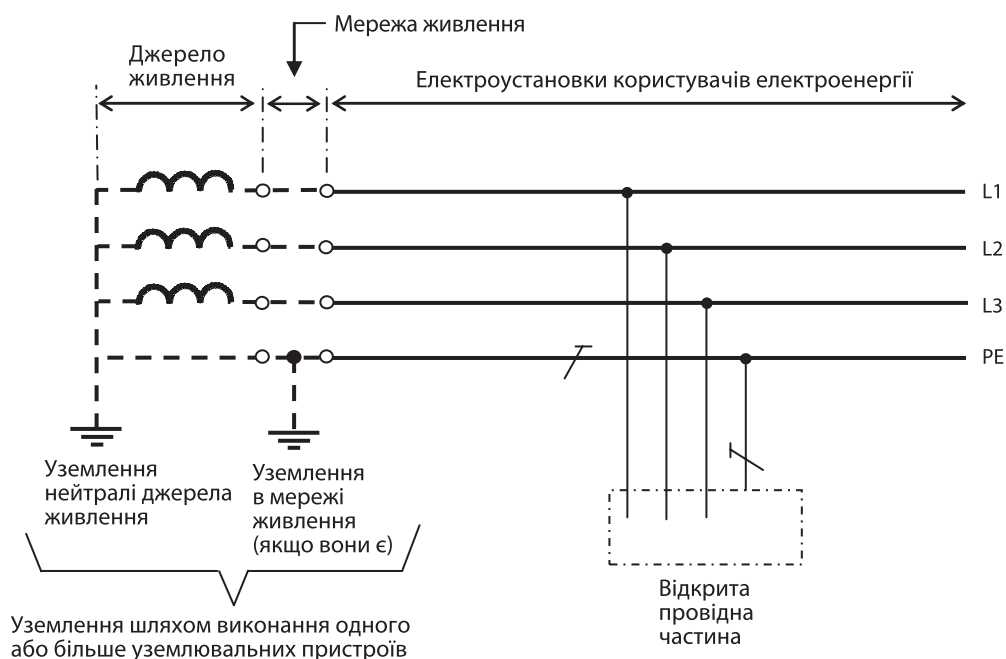 Мережа живлення
Джерело
живлення
Електроустановки користувачів електроенергії
L1
L2
L3
PE
Уземлення
нейтралі джерела
живлення
Уземлення
в мережі
живлення
(якщо вони є)
Відкрита
провідна
частина
Уземлення шляхом виконання одного
або більше уземлювальних пристроїв